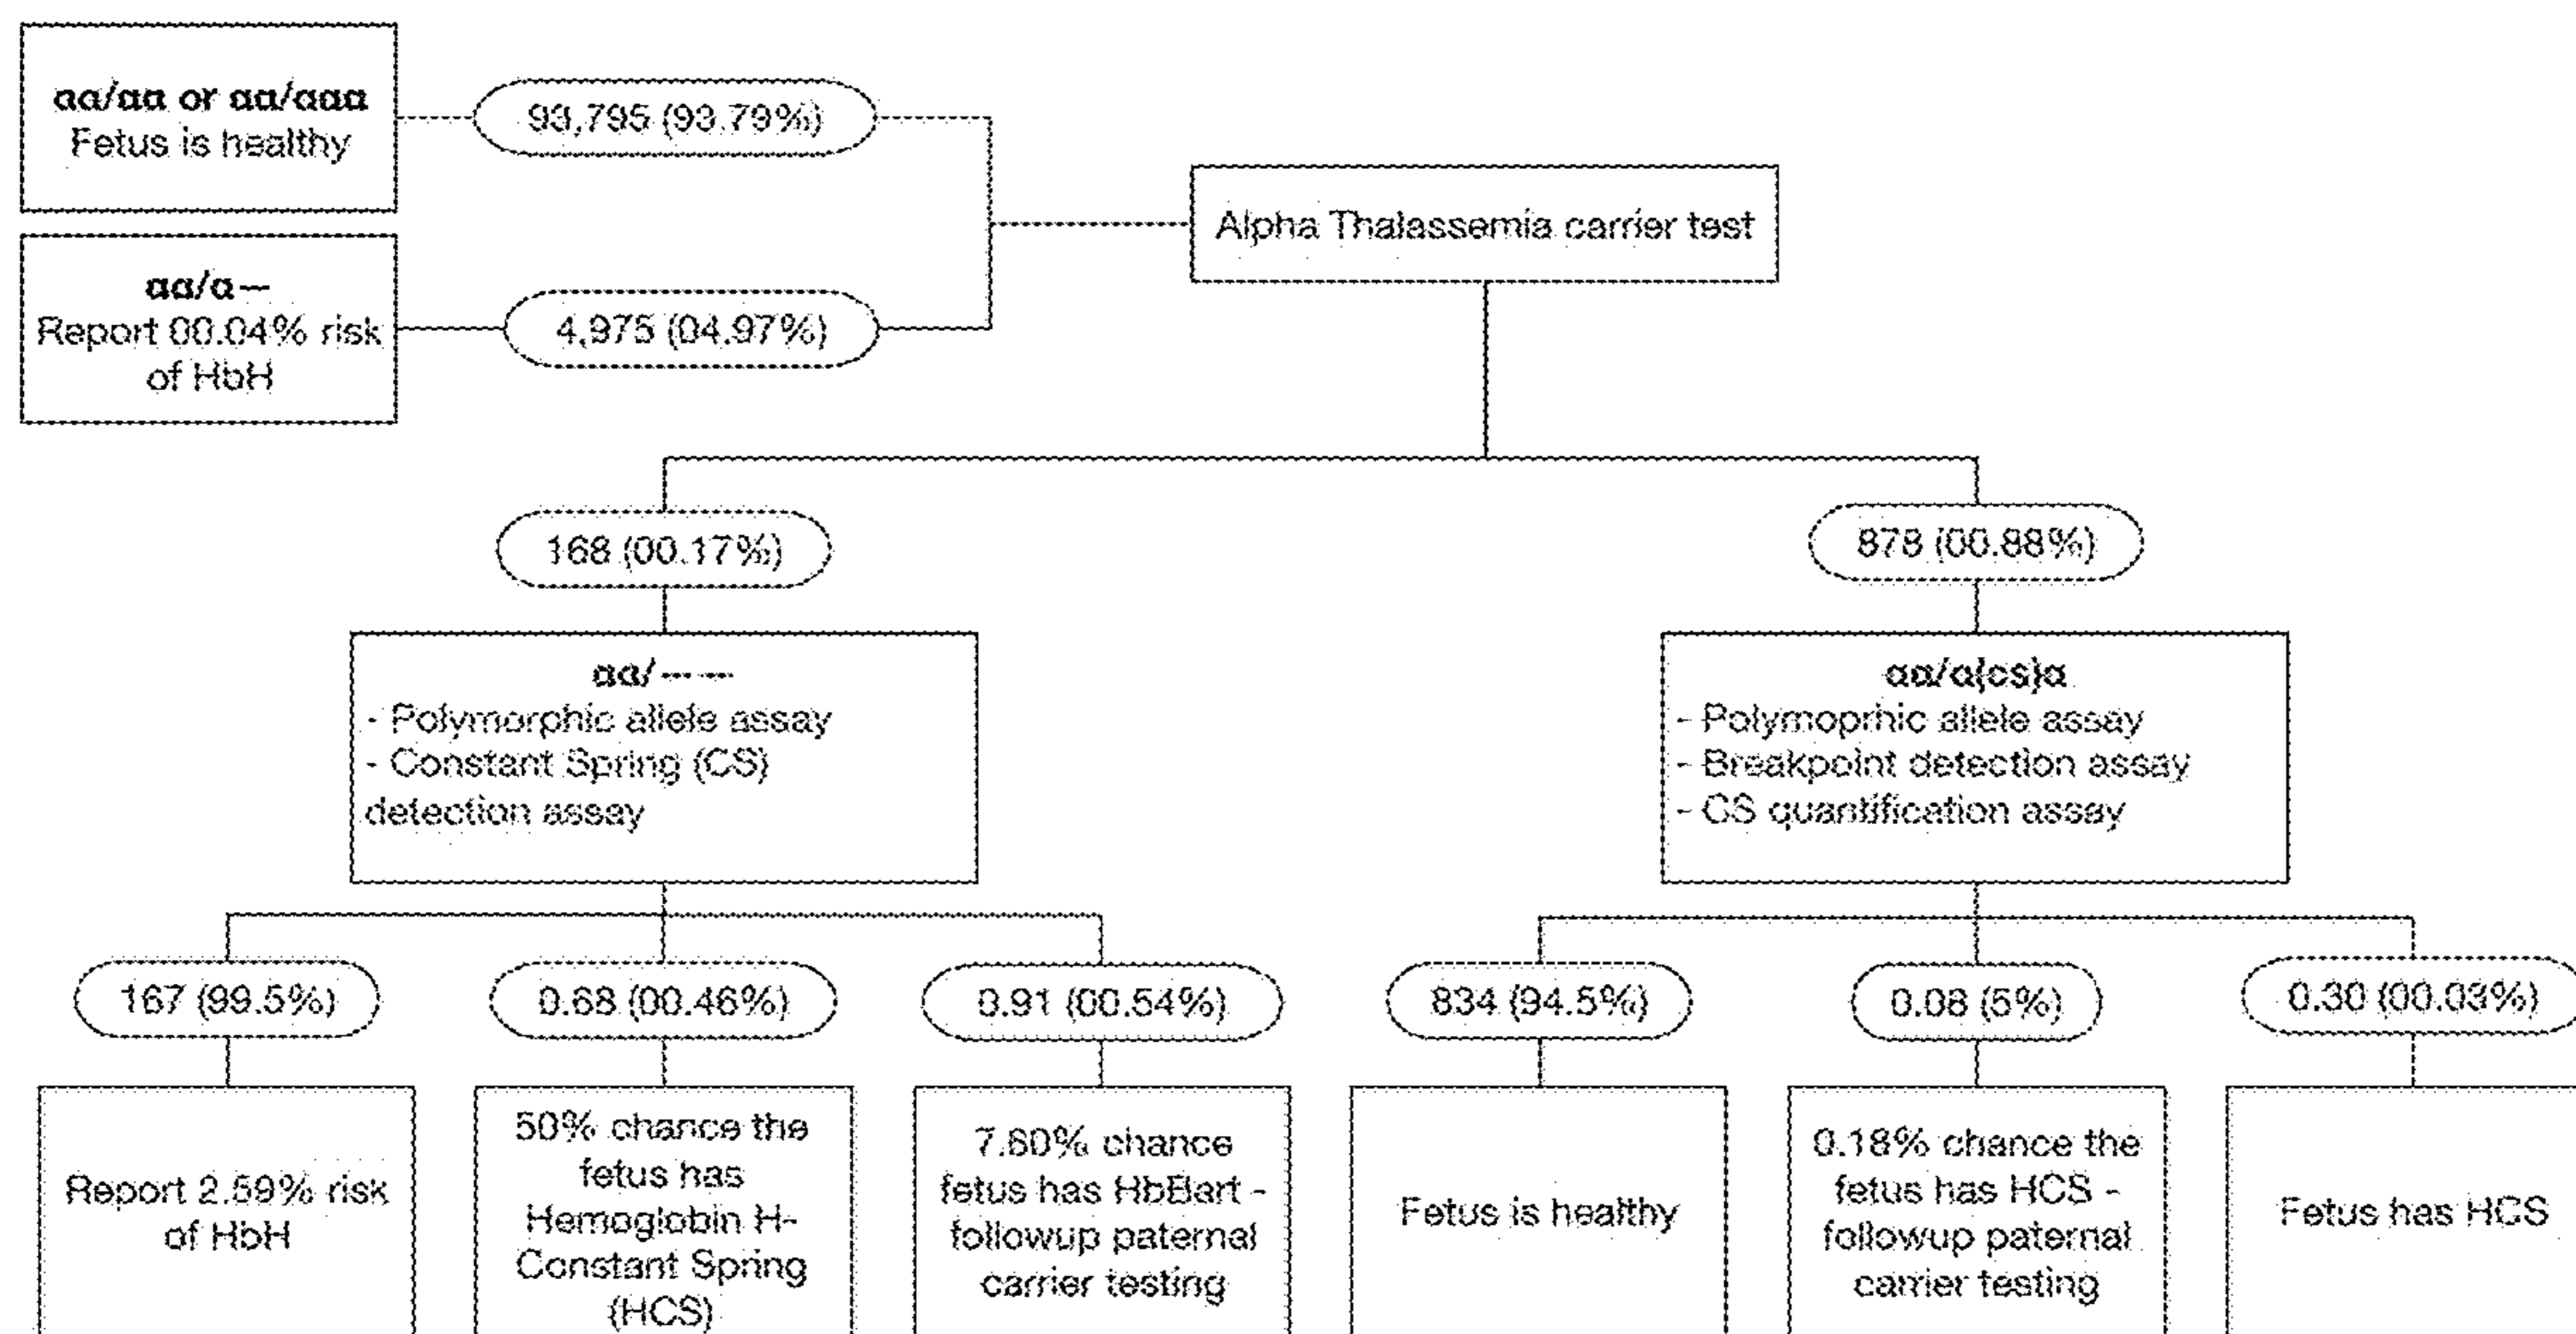 αα/αα or αα/ααα
Fetus is healthy
93,795 (93.79%)
Alpha Thalassemia carrier test
αα/α—
Report 00.04% risk
of HbH
4,975 (04.97%)
168 (00.17%)
878 (00.88%)
αα/— —
- Polymorphic allele assay
- Constant Spring (CS)
detection assay
αα/α(cs)α
- Polymoprhic allele assay
- Breakpoint detection assay
- CS quantification assay
167 (99.5%)
0.68 (00.46%)
0.91 (00.54%)
834 (94.5%)
0.08 (5%)
0.30 (00.03%)
Report 2.59% risk
of HbH
50% chance the
fetus has
Hemoglobin H-
Constant Spring
(HCS)
7.80% chance
fetus has HbBart -
followup paternal
carrier testing
Fetus is healthy
0.18% chance the
fetus has HCS -
followup paternal
carrier testing
Fetus has HCS